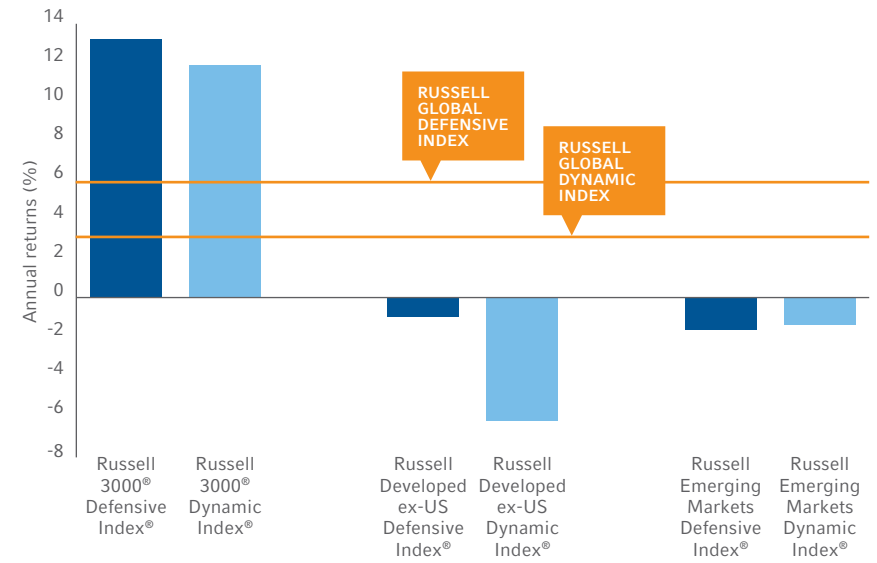 14
12
10
8
6
4
2
0
-2
-4
-6
-8
Annual returns (%)
RUSSELL
GLOBAL
DEFENSIVE
INDEX
RUSSELL
GLOBAL
DYNAMIC
INDEX
Russell
3000®
Defensive
Index®
Russell
3000®
Dynamic
Index®
Russell
Developed
ex-US
Defensive
Index®
Russell
Developed
ex-US
Dynamic
Index®
Russell
Emerging
Markets
Defensive
Index®
Russell
Emerging
Markets
Dynamic
Index®